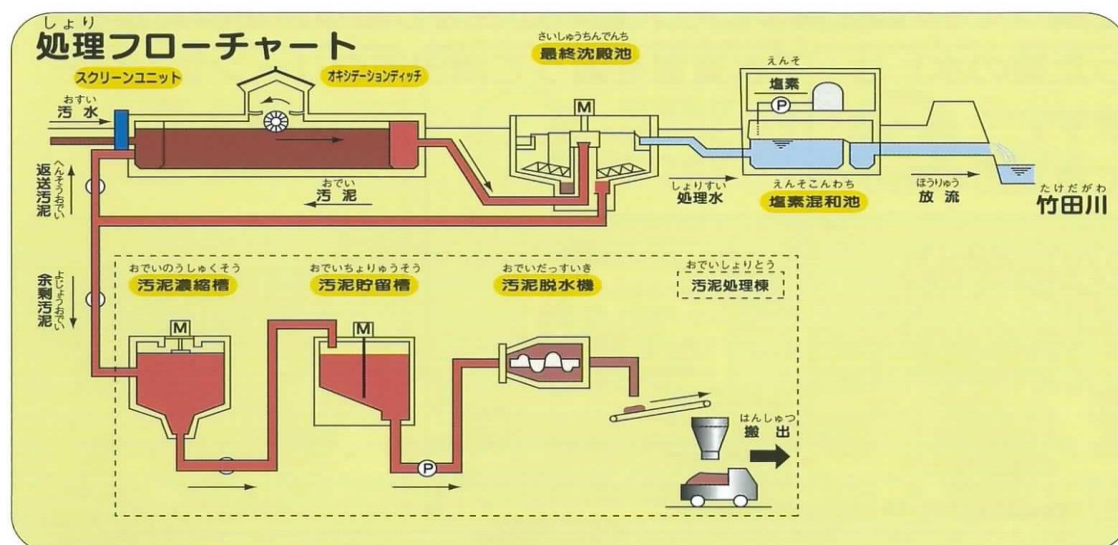 しょり
処理フローチャート
スクリーンユニット
オキシデーションディッチ
さいしゅうちんでんち
最終沈殿池
えんそ
塩素
P
M
おすい
汚水
へんそうおでい
返送汚泥
おでい
汚泥
しょりすい
処理水
えんそこんわち
塩素混和池
ほうりゅう
放流
たけだがわ
竹田川
よじょうおでい
余剰汚泥
おでいのうしゅくそう
汚泥濃縮槽
おでいちょりゅうそう
汚泥貯留槽
おでいだっすいき
汚泥脱水機
おでいしょりとう
汚泥処理棟
M
M
P
はんしゅつ
搬出